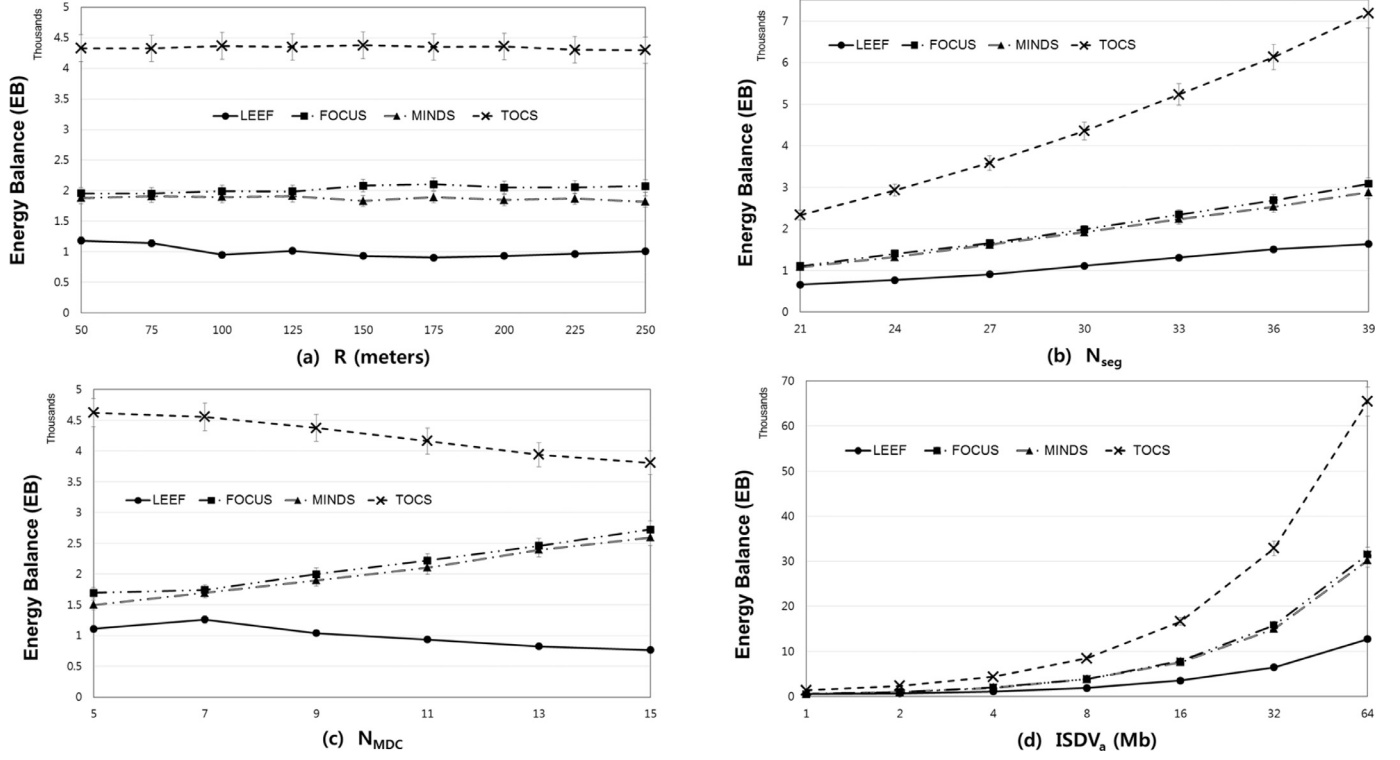 Thousands
Energy Balance (EB)
5
4.5
4
3.5
3
2.5
2
1.5
1
0.5
0
LEEF FOCUS MINDS TOCS
50 75 100 125 150 175 200 225 250
(a) R (meters)
Thousands
Energy Balance (EB)
7
6
5
4
3
2
1
0
LEEF FOCUS MINDS TOCS
21 24 27 30 33 36 39
(b) Nseg
Thousands
Energy Balance (EB)
5
4.5
4
3.5
3
2.5
2
1.5
1
0.5
0
LEEF FOCUS MINDS TOCS
5 7 9 11 13 15
(c) NMDC
Thousands
Energy Balance (EB)
70
60
50
40
30
20
10
0
LEEF FOCUS MINDS TOCS
1 2 4 8 16 32 64
(d) ISDVa (Mb)